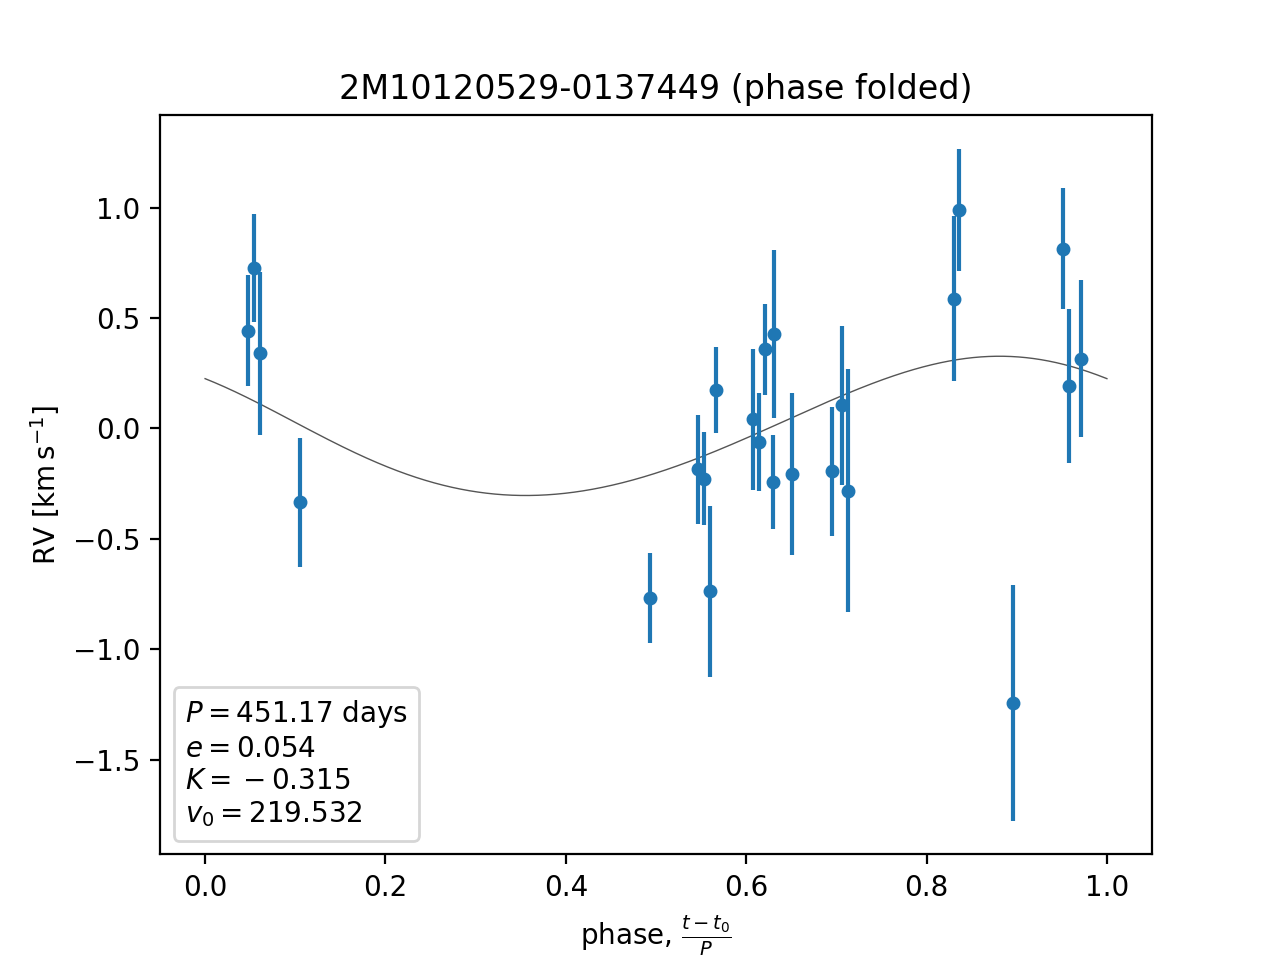 2M10120529-0137449 (phase folded)
RV [km s⁻¹]
1.0
0.5
0.0
−0.5
−1.0
−1.5
P = 451.17 days
e = 0.054
K = −0.315
v₀ = 219.532
0.0 0.2 0.4 0.6 0.8 1.0
phase, (t − t₀)/P